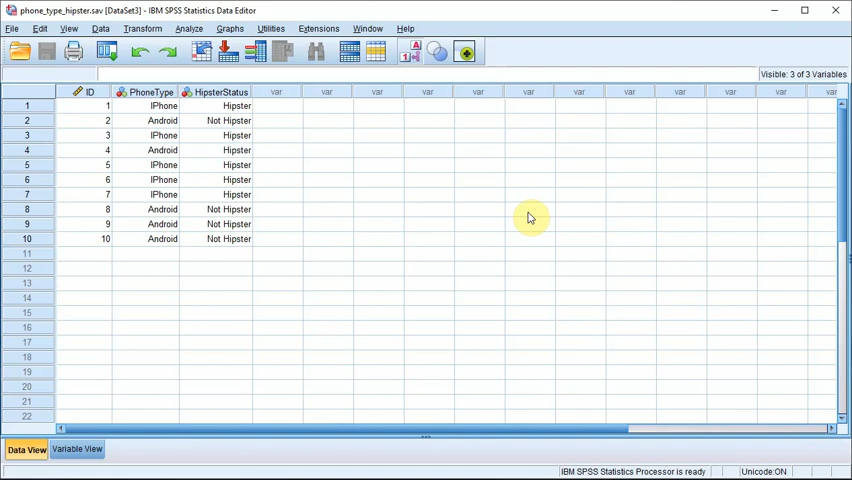 phone_type_hipster.sav [DataSet3] - IBM SPSS Statistics Data Editor
File Edit View Data Transform Analyze Graphs Utilities Extensions Window Help
Visible: 3 of 3 Variables
ID PhoneType HipsterStatus var var var var var var var var var var var var
1 1 IPhone Hipster
2 2 Android Not Hipster
3 3 IPhone Hipster
4 4 Android Hipster
5 5 IPhone Hipster
6 6 IPhone Hipster
7 7 IPhone Hipster
8 8 Android Not Hipster
9 9 Android Not Hipster
10 10 Android Not Hipster
11
12
13
14
15
16
17
18
19
20
21
22
Data View Variable View
IBM SPSS Statistics Processor is ready Unicode:ON